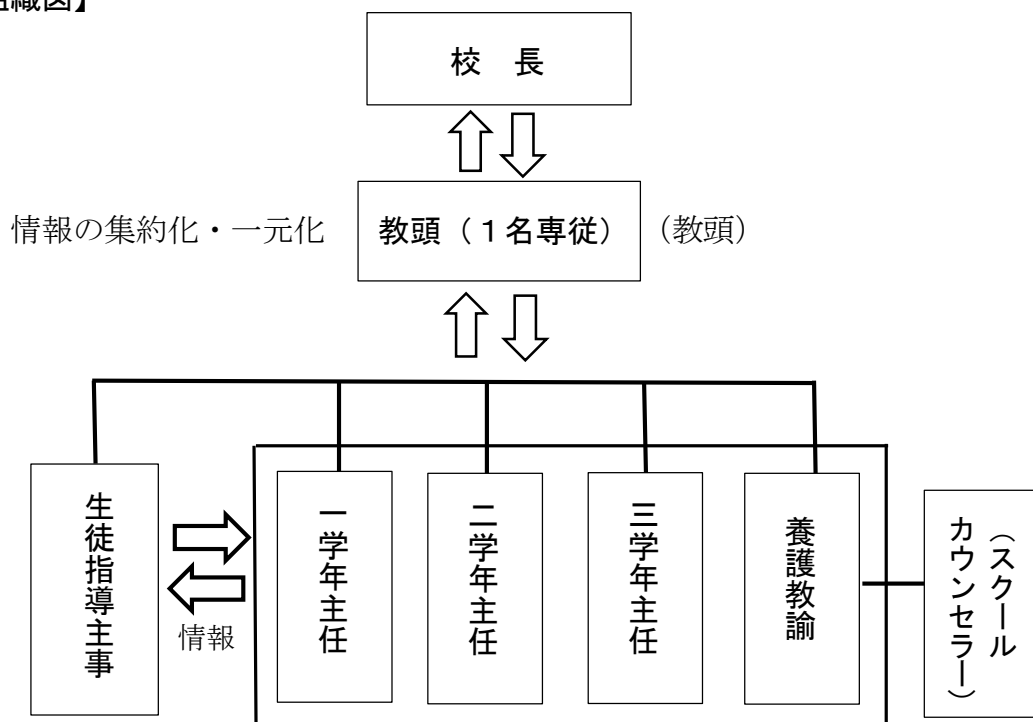 組織図】
校　長
情報の集約化・一元化
教頭（１名専従）
（教頭）
生徒指導主事
情報
一学年主任
二学年主任
三学年主任
養護教諭
（スクール
カウンセラー）